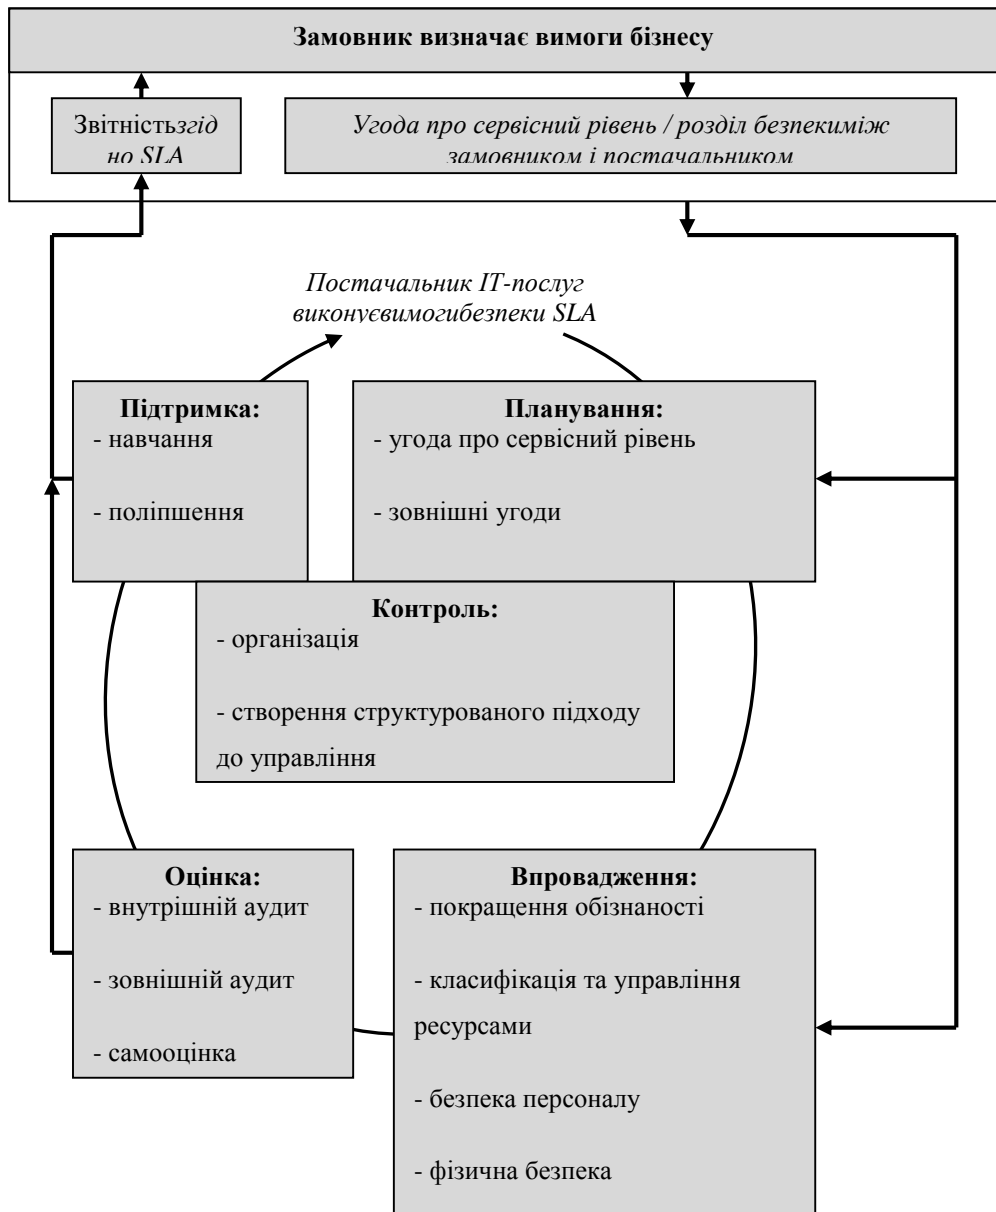 Замовник визначає вимоги бізнесу
Звітністьзгід
но SLA
Угода про сервісний рівень / розділ безпекиміж
замовником і постачальником
Постачальник ІТ-послуг
виконуєвимогибезпеки SLA
Підтримка:
- навчання
- поліпшення
Планування:
- угода про сервісний рівень
- зовнішні угоди
Контроль:
- організація
- створення структурованого підходу
до управління
Оцінка:
- внутрішній аудит
- зовнішній аудит
- самооцінка
Впровадження:
- покращення обізнаності
- класифікація та управління
ресурсами
- безпека персоналу
- фізична безпека